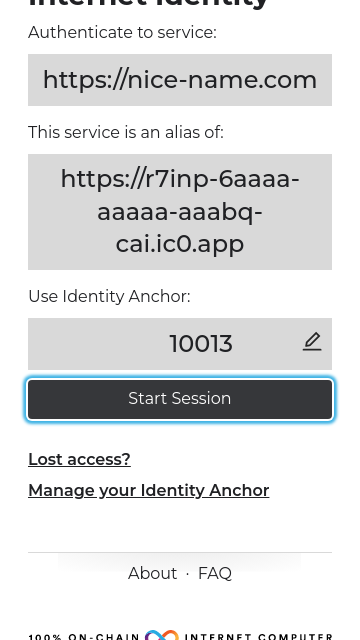 Internet Identity
Authenticate to service:
https://nice-name.com
This service is an alias of:
https://r7inp-6aaaa-
aaaaa-aaabq-
cai.ic0.app
Use Identity Anchor:
10013
Start Session
Lost access?
Manage your Identity Anchor
About · FAQ
100% ON-CHAIN INTERNET COMPUTER